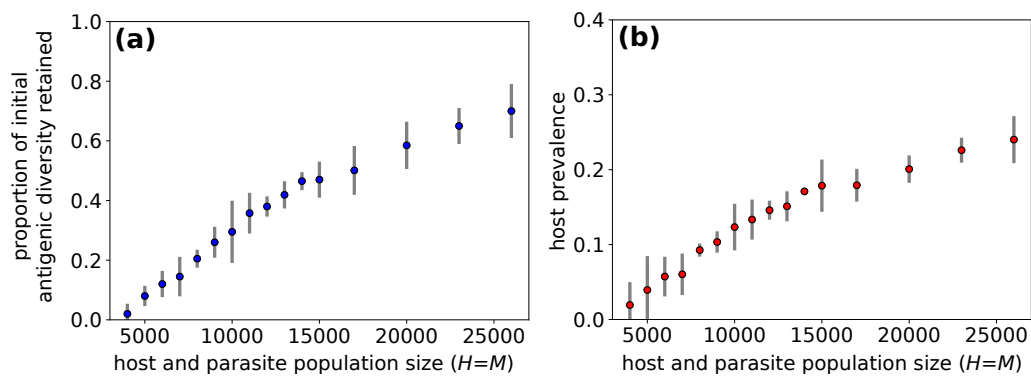 (a)
proportion of initial
antigenic diversity retained
1.0
0.8
0.6
0.4
0.2
0.0
5000 10000 15000 20000 25000
host and parasite population size (H=M)
(b)
host prevalence
0.4
0.3
0.2
0.1
0.0
5000 10000 15000 20000 25000
host and parasite population size (H=M)